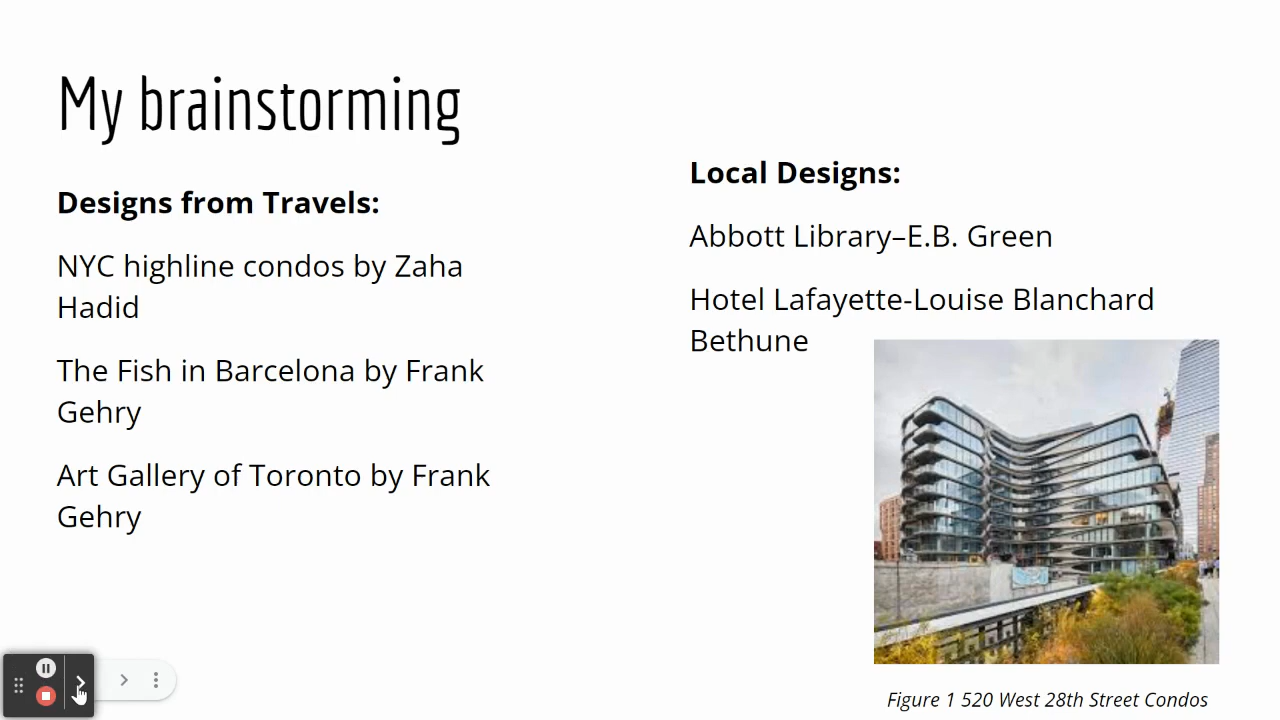 My brainstorming
Designs from Travels:
NYC highline condos by Zaha
Hadid
The Fish in Barcelona by Frank
Gehry
Art Gallery of Toronto by Frank
Gehry
Local Designs:
Abbott Library–E.B. Green
Hotel Lafayette-Louise Blanchard
Bethune
Figure 1 520 West 28th Street Condos